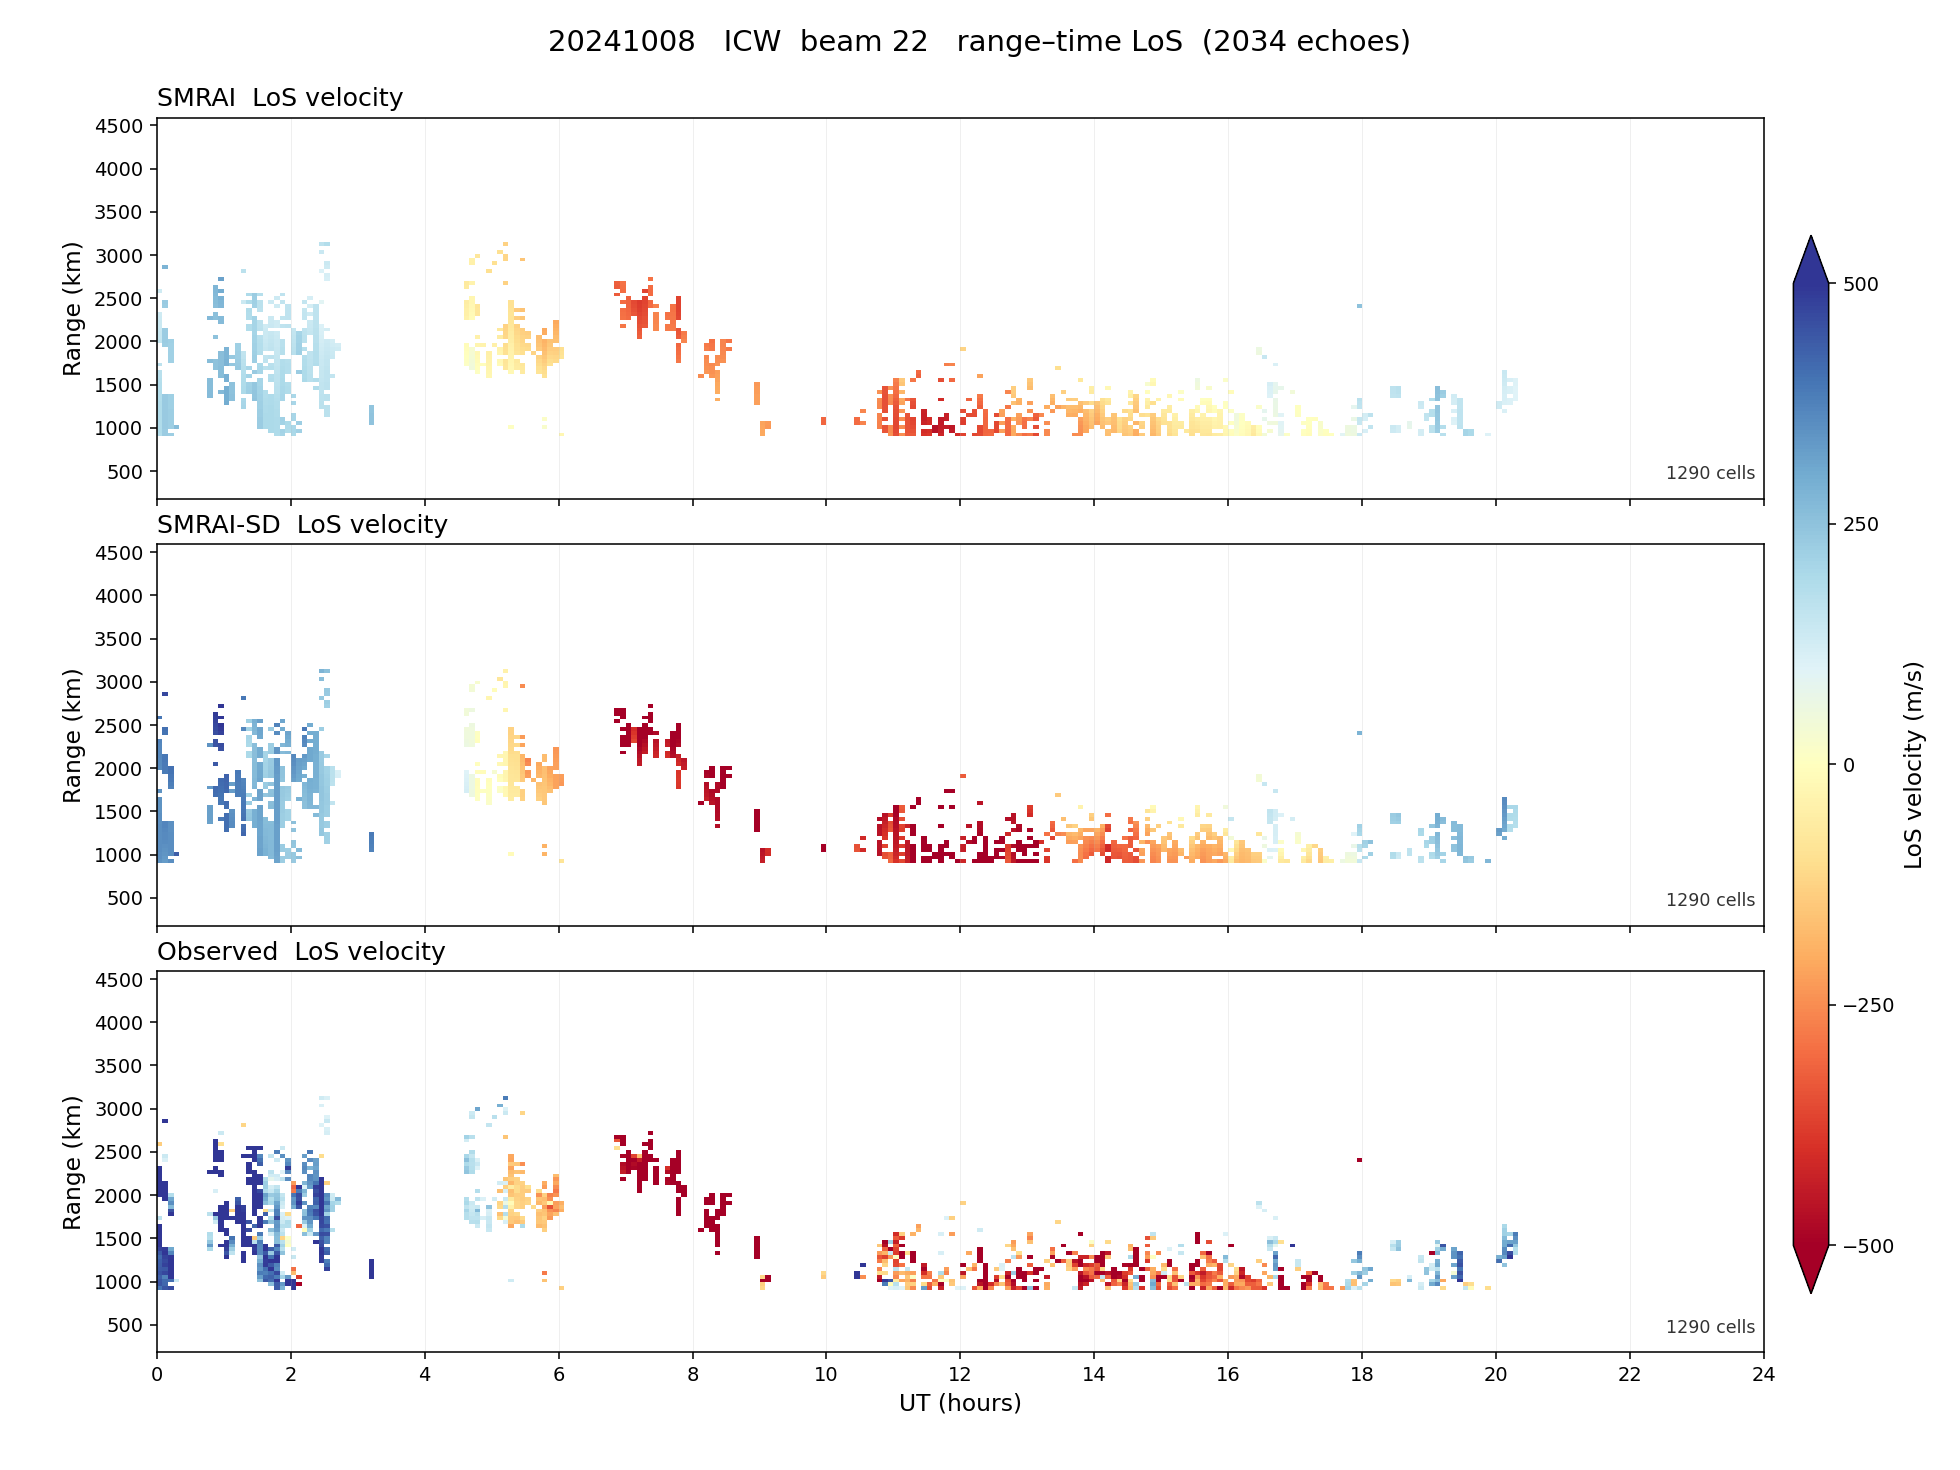 20241008   ICW  beam 22   range–time LoS  (2034 echoes)
SMRAI  LoS velocity
4500
4000
3500
3000
2500
2000
1500
1000
500
Range (km)
1290 cells
SMRAI-SD  LoS velocity
4500
4000
3500
3000
2500
2000
1500
1000
500
Range (km)
1290 cells
Observed  LoS velocity
4500
4000
3500
3000
2500
2000
1500
1000
500
Range (km)
1290 cells
0 2 4 6 8 10 12 14 16 18 20 22 24
UT (hours)
500
250
0
−250
−500
LoS velocity (m/s)